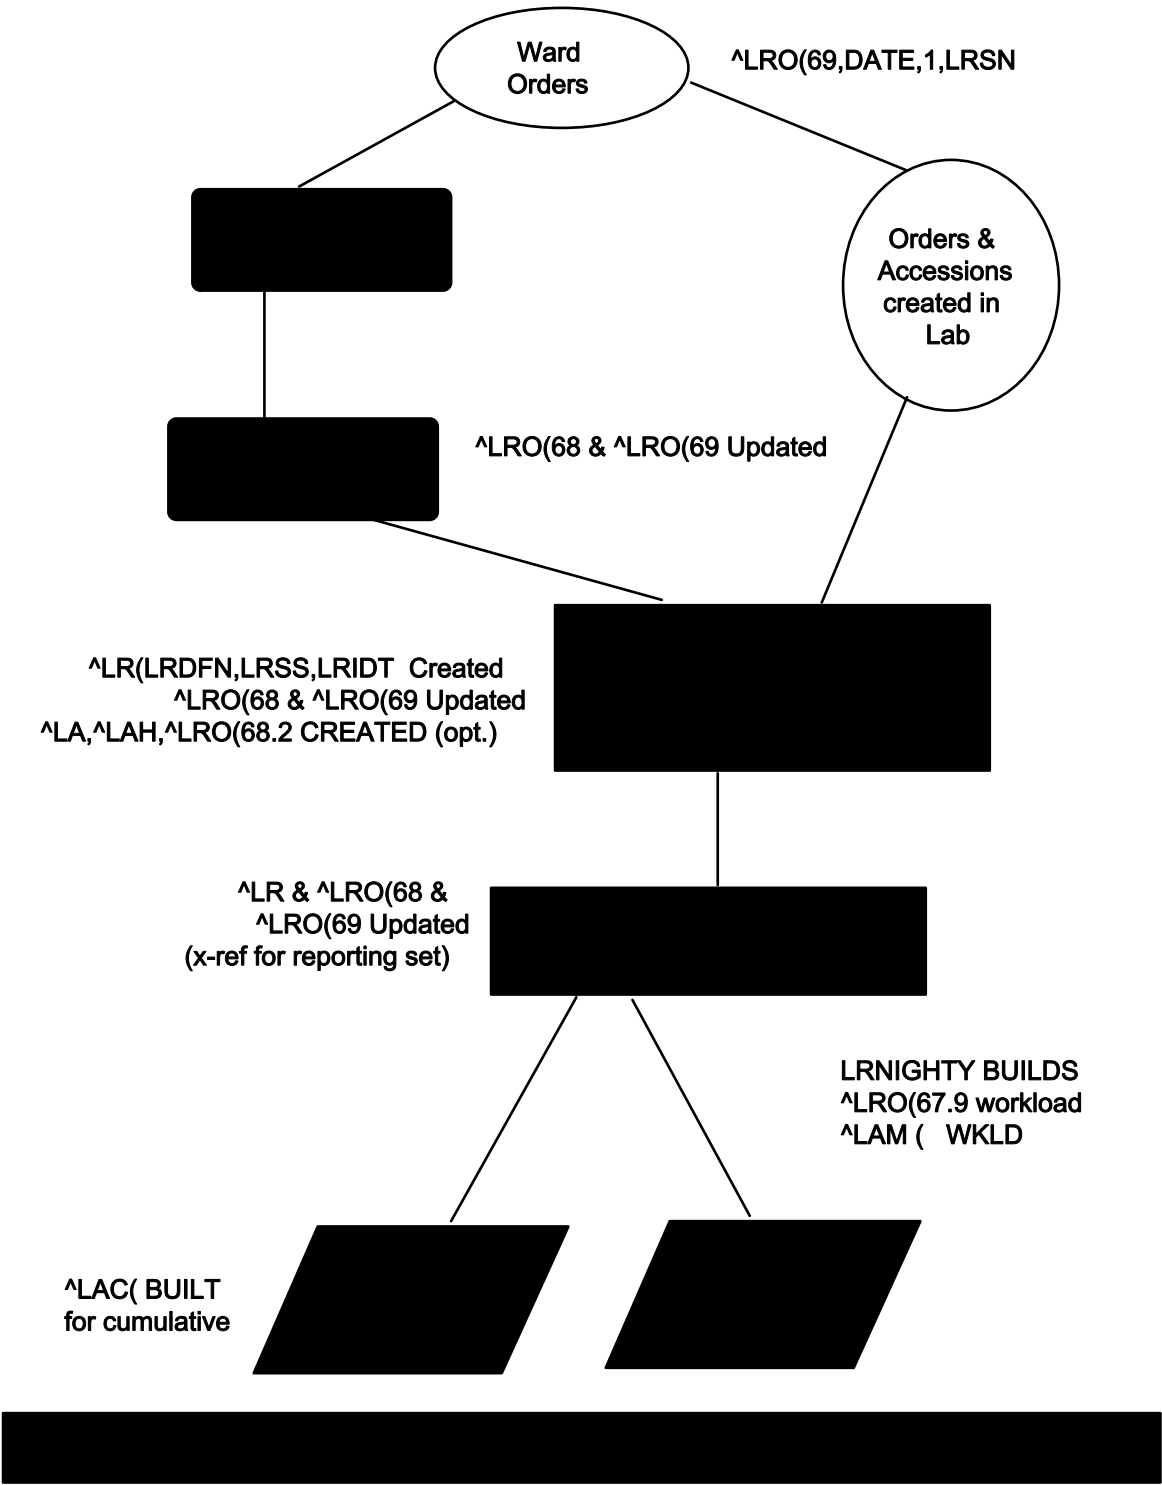 Ward
Orders
^LRO(69,DATE,1,LRSN
Orders &
Accessions
created in
Lab
^LRO(68 & ^LRO(69 Updated
^LR(LRDFN,LRSS,LRIDT  Created
^LRO(68 & ^LRO(69 Updated
^LA,^LAH,^LRO(68.2 CREATED (opt.)
^LR & ^LRO(68 &
^LRO(69 Updated
(x-ref for reporting set)
LRNIGHTY BUILDS
^LRO(67.9 workload
^LAM (   WKLD
^LAC( BUILT
for cumulative